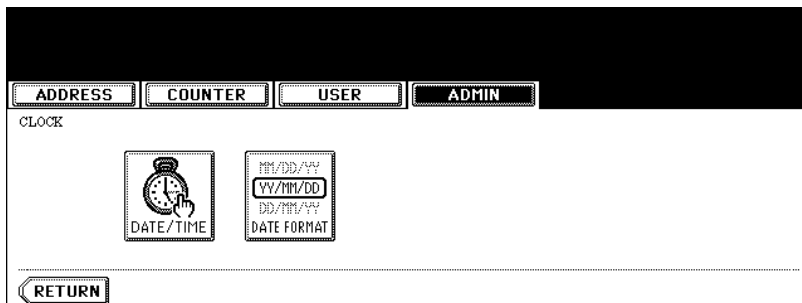 ADDRESS COUNTER USER ADMIN
CLOCK
MM/DD/YY
YY/MM/DD
DD/MM/YY
DATE/TIME DATE FORMAT
RETURN